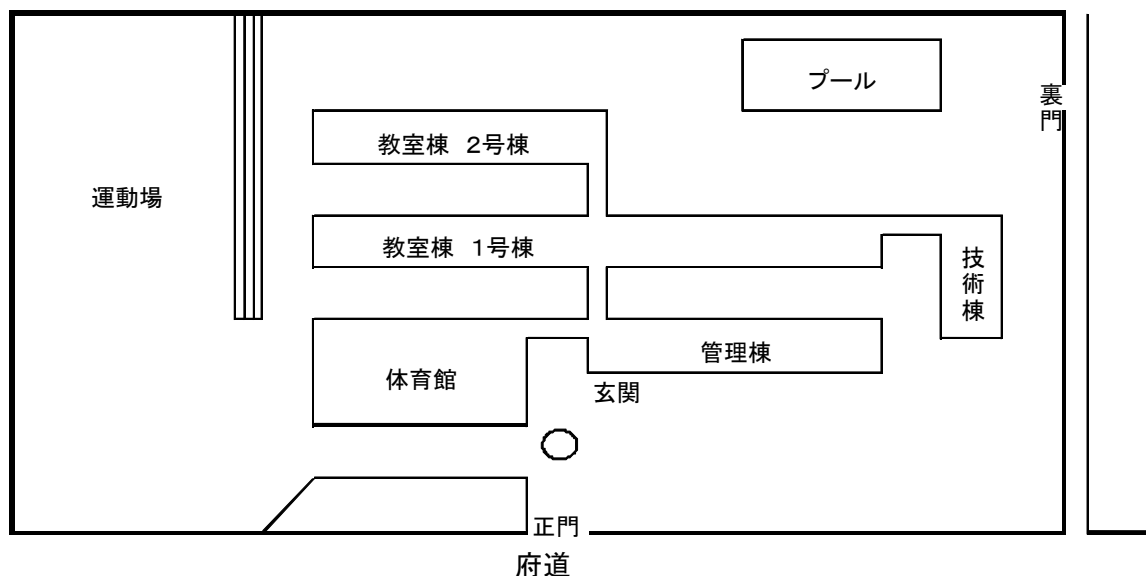 プール
裏門
教室棟 2号棟
運動場
教室棟 1号棟
技術棟
管理棟
体育館
玄関
正門
府道